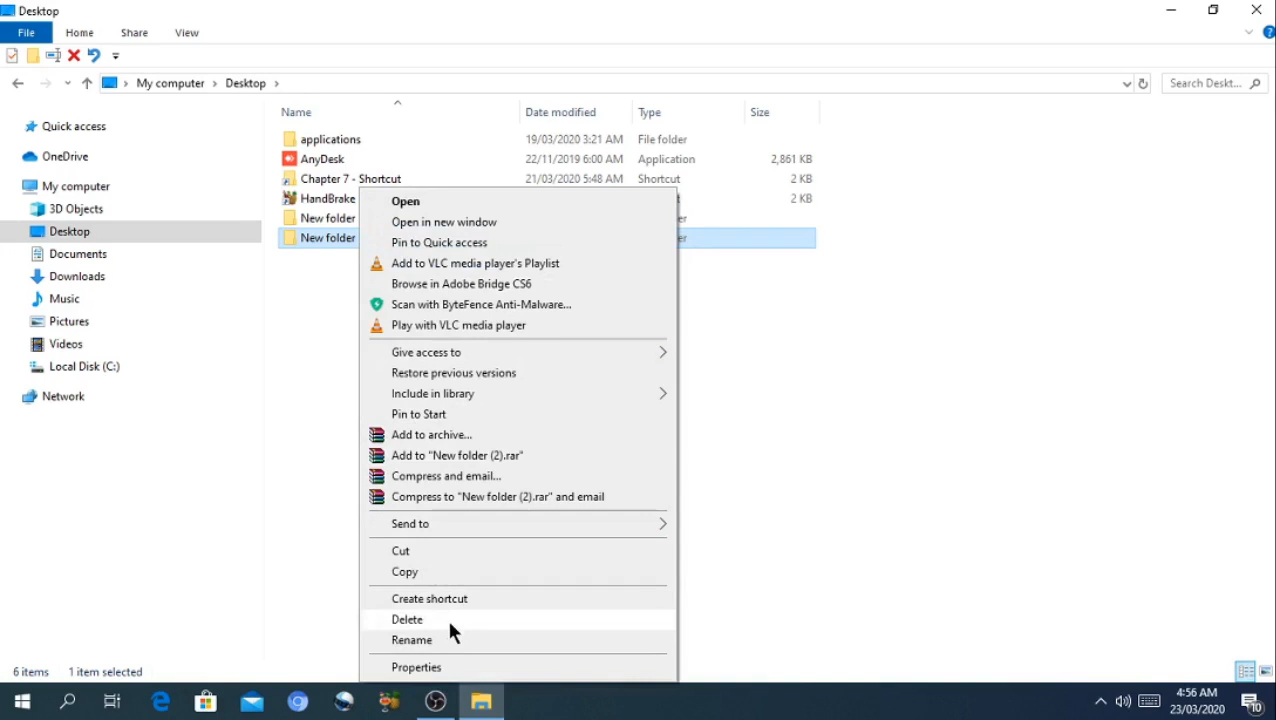 Desktop
File Home Share View
My computer Desktop Search Deskt...
Name Date modified Type Size
Quick access
OneDrive
My computer
3D Objects
Desktop
Documents
Downloads
Music
Pictures
Videos
Local Disk (C:)
Network
applications 19/03/2020 3:21 AM File folder
AnyDesk 22/11/2019 6:00 AM Application 2,861 KB
Chapter 7 - Shortcut 21/03/2020 5:48 AM Shortcut 2 KB
HandBrake 2 KB
New folder
New folder
Open
Open in new window
Pin to Quick access
Add to VLC media player's Playlist
Browse in Adobe Bridge CS6
Scan with ByteFence Anti-Malware...
Play with VLC media player
Give access to
Restore previous versions
Include in library
Pin to Start
Add to archive...
Add to "New folder (2).rar"
Compress and email...
Compress to "New folder (2).rar" and email
Send to
Cut
Copy
Create shortcut
Delete
Rename
Properties
6 items 1 item selected
4:56 AM
23/03/2020
10